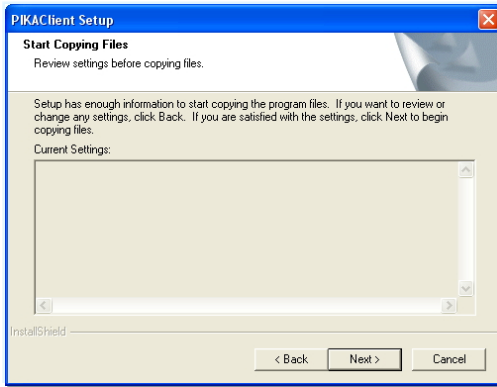 PIKAClient Setup
Start Copying Files
Review settings before copying files.
Setup has enough information to start copying the program files. If you want to review or
change any settings, click Back. If you are satisfied with the settings, click Next to begin
copying files.
Current Settings:
InstallShield
< Back Next > Cancel